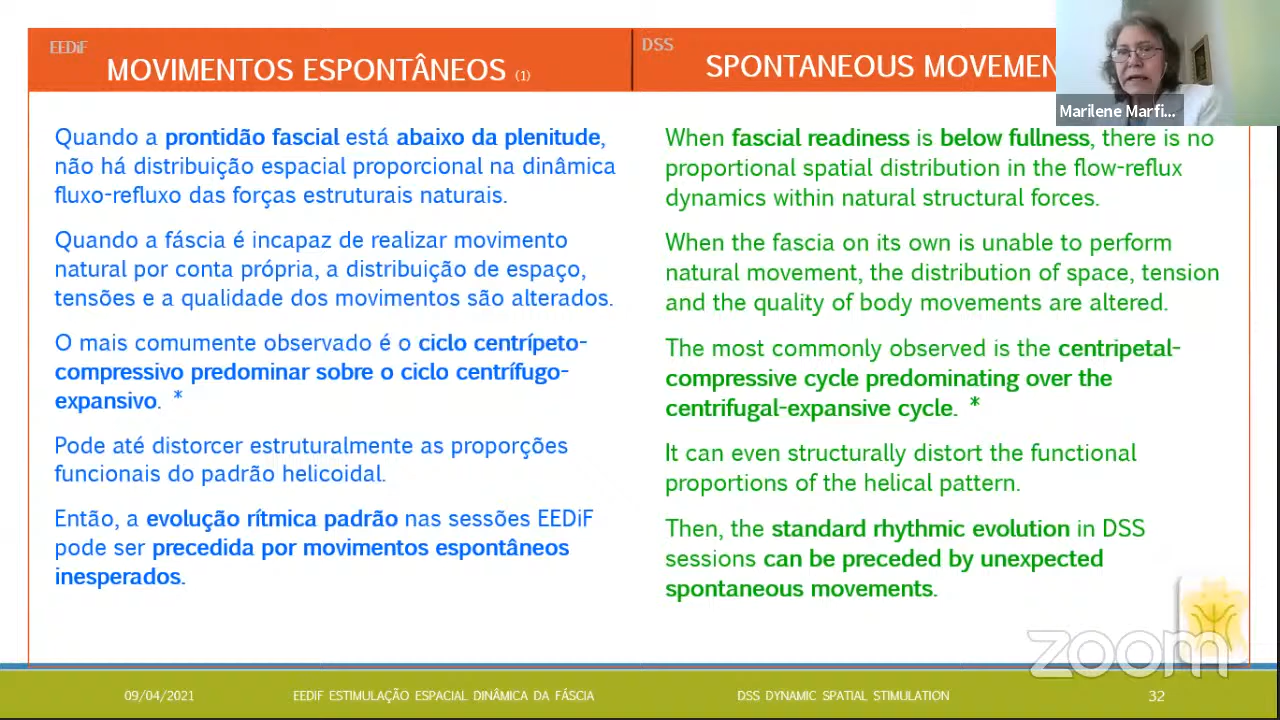 EEDiF
MOVIMENTOS ESPONTÂNEOS (1)
Quando a prontidão fascial está abaixo da plenitude,
não há distribuição espacial proporcional na dinâmica
fluxo-refluxo das forças estruturais naturais.
Quando a fáscia é incapaz de realizar movimento
natural por conta própria, a distribuição de espaço,
tensões e a qualidade dos movimentos são alterados.
O mais comumente observado é o ciclo centrípeto-
compressivo predominar sobre o ciclo centrífugo-
expansivo. *
Pode até distorcer estruturalmente as proporções
funcionais do padrão helicoidal.
Então, a evolução rítmica padrão nas sessões EEDiF
pode ser precedida por movimentos espontâneos
inesperados.
DSS
SPONTANEOUS MOVEMEN
Marilene Marfi...
When fascial readiness is below fullness, there is no
proportional spatial distribution in the flow-reflux
dynamics within natural structural forces.
When the fascia on its own is unable to perform
natural movement, the distribution of space, tension
and the quality of body movements are altered.
The most commonly observed is the centripetal-
compressive cycle predominating over the
centrifugal-expansive cycle. *
It can even structurally distort the functional
proportions of the helical pattern.
Then, the standard rhythmic evolution in DSS
sessions can be preceded by unexpected
spontaneous movements.
zoom
09/04/2021
EEDIF ESTIMULAÇÃO ESPACIAL DINÂMICA DA FÁSCIA
DSS DYNAMIC SPATIAL STIMULATION
32